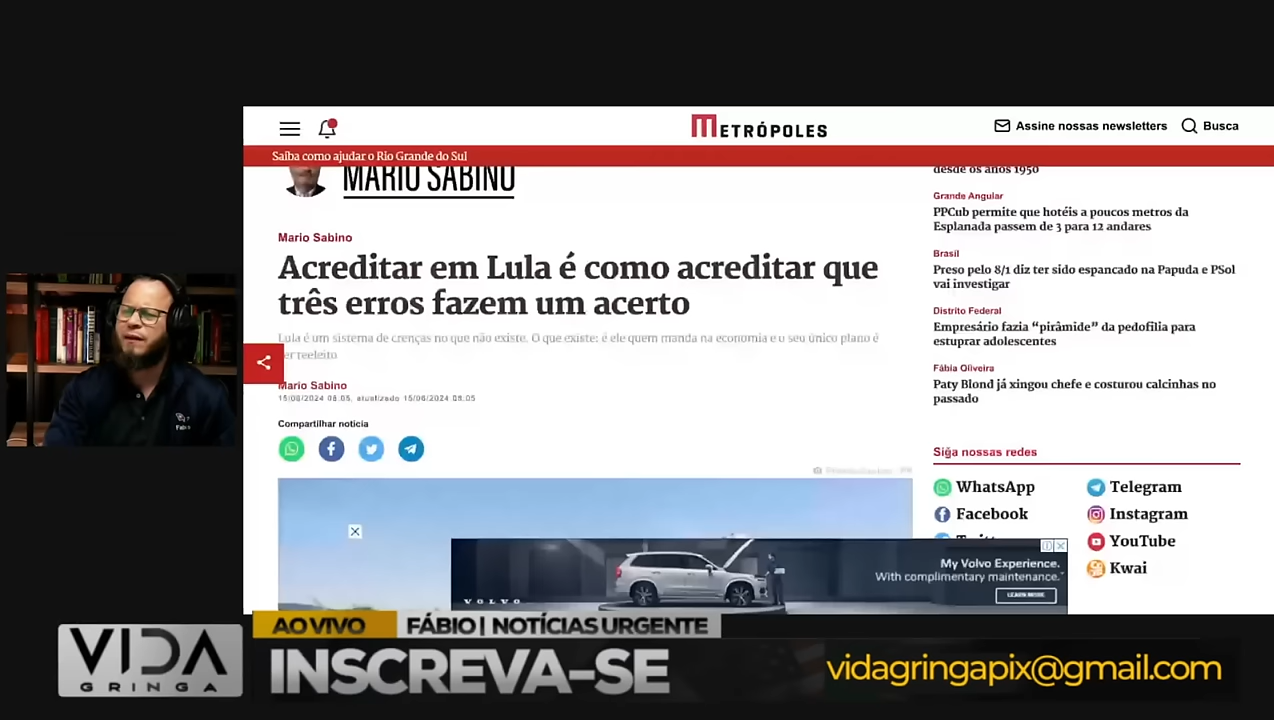 METRÓPOLES
Assine nossas newsletters
Busca
Saiba como ajudar o Rio Grande do Sul
MARIO SABINO
Mario Sabino
Acreditar em Lula é como acreditar que
três erros fazem um acerto
Lula é um sistema de crenças no que não existe. O que existe: é ele quem manda na economia e o seu único plano é
ser reeleito
Mario Sabino
15/06/2024 08:05, atualizado 15/06/2024 08:05
Compartilhar notícia
desde os anos 1950
Grande Angular
PPCub permite que hotéis a poucos metros da
Esplanada passem de 3 para 12 andares
Brasil
Preso pelo 8/1 diz ter sido espancado na Papuda e PSol
vai investigar
Distrito Federal
Empresário fazia “pirâmide” da pedofilia para
estuprar adolescentes
Fábia Oliveira
Paty Blond já xingou chefe e costurou calcinhas no
passado
Siga nossas redes
WhatsApp
Telegram
Facebook
Instagram
YouTube
Kwai
My Volvo Experience.
With complimentary maintenance.*
LEARN MORE
VOLVO
AO VIVO
FÁBIO | NOTÍCIAS URGENTE
VIDA
GRINGA
INSCREVA-SE
vidagringapix@gmail.com